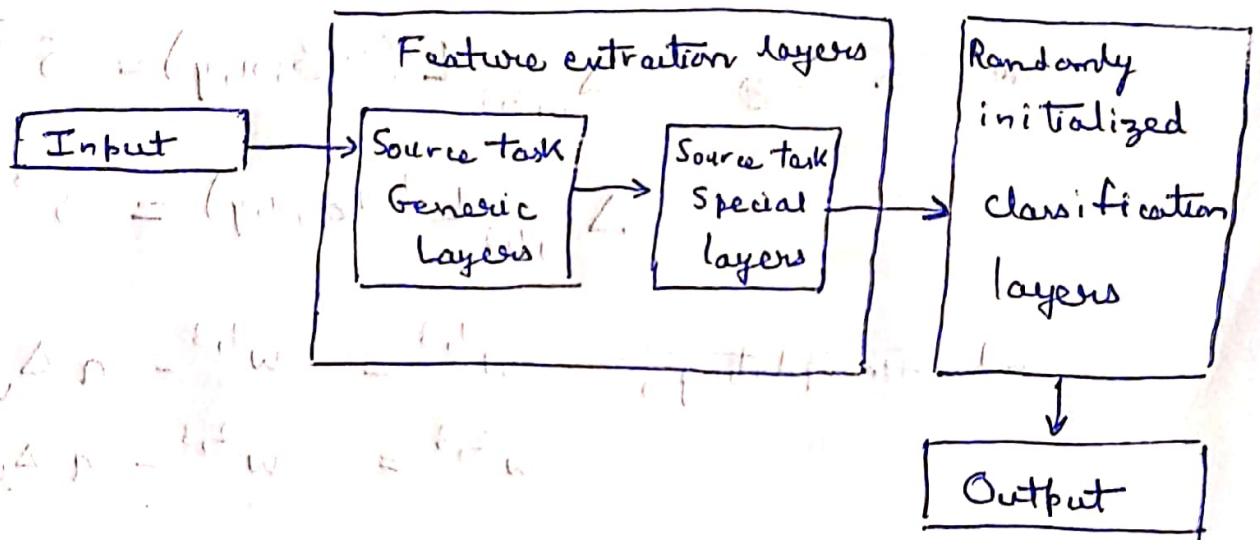 Feature extraction layers
Input
Source task
Generic
Layers
Source task
Special
layers
Randomly
initialized
classification
layers
Output